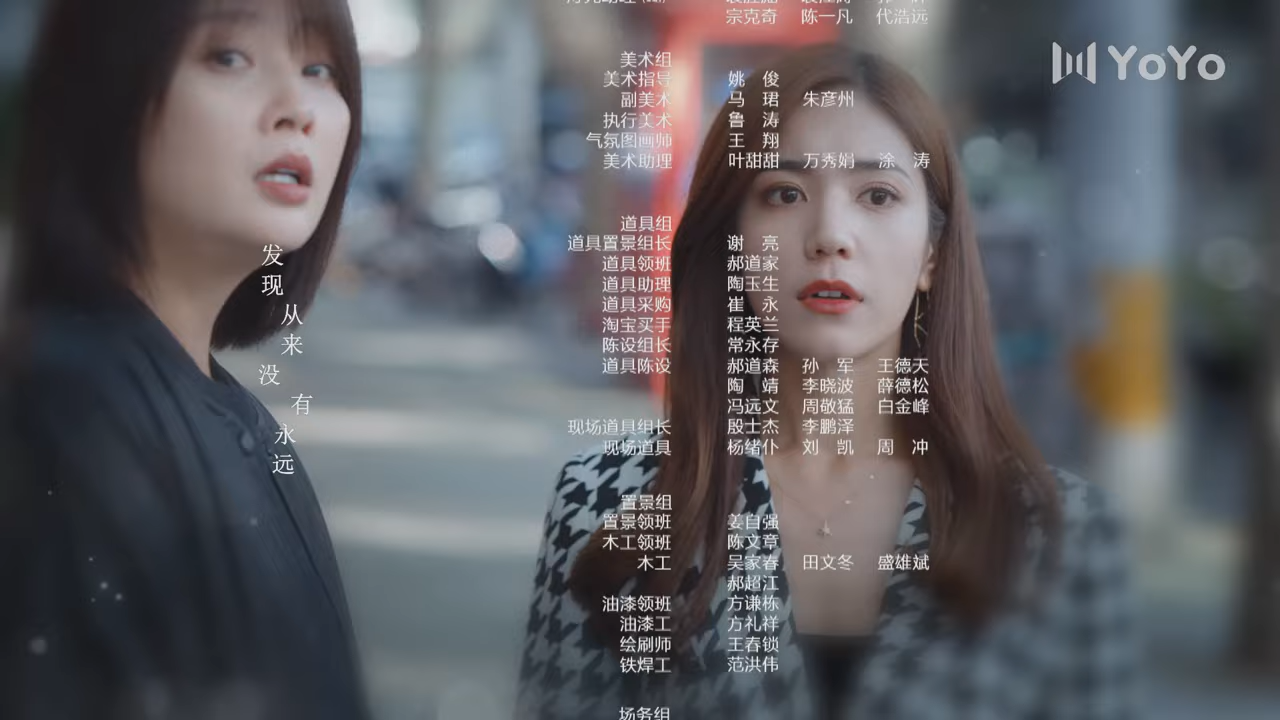 宗克奇 陈一凡 代浩远
YoYo
美术组
美术指导 姚 俊
副美术 马 珺 朱彦州
执行美术 鲁 涛
气氛图画师 王 翔
美术助理 叶甜甜 万秀娟 涂 涛
道具组
道具置景组长 谢 亮
道具领班 郝道家
道具助理 陶玉生
道具采购 崔 永
淘宝买手 程英兰
陈设组长 常永存
道具陈设 郝道森 孙 军 王德天
陶 靖 李晓波 薛德松
冯远文 周敬猛 白金峰
现场道具组长 殷士杰 李鹏泽
现场道具 杨绪仆 刘 凯 周 冲
置景组
置景领班 姜自强
木工领班 陈文章
木工 吴家春 田文冬 盛雄斌
郝超江
油漆领班 方谦栋
油漆工 方礼祥
绘刷师 王春锁
铁焊工 范洪伟
场务组
发现从来没有永远